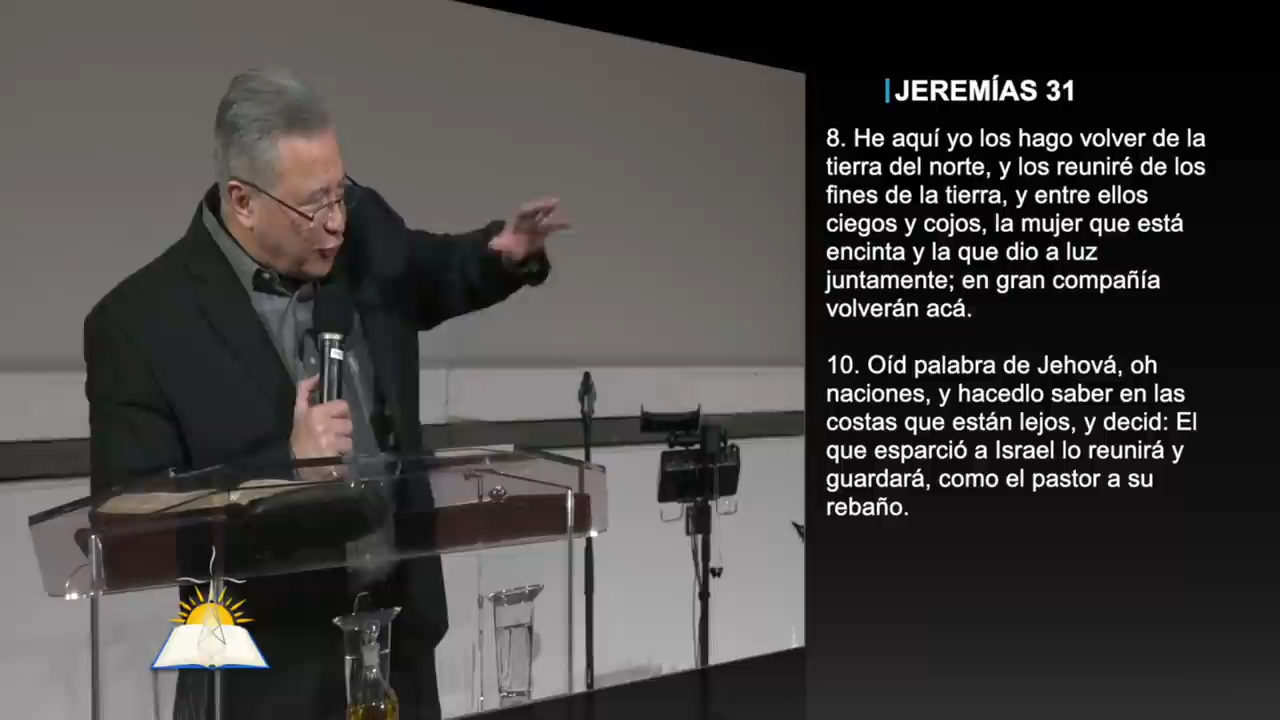 JEREMÍAS 31
8. He aquí yo los hago volver de la
tierra del norte, y los reuniré de los
fines de la tierra, y entre ellos
ciegos y cojos, la mujer que está
encinta y la que dio a luz
juntamente; en gran compañía
volverán acá.
10. Oíd palabra de Jehová, oh
naciones, y hacedlo saber en las
costas que están lejos, y decid: El
que esparció a Israel lo reunirá y
guardará, como el pastor a su
rebaño.